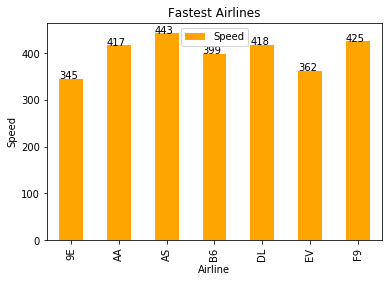 Fastest Airlines
Speed
443
425
417
418
399
362
345
400
300
200
100
0
Speed
9E
AA
AS
B6
DL
EV
F9
Airline